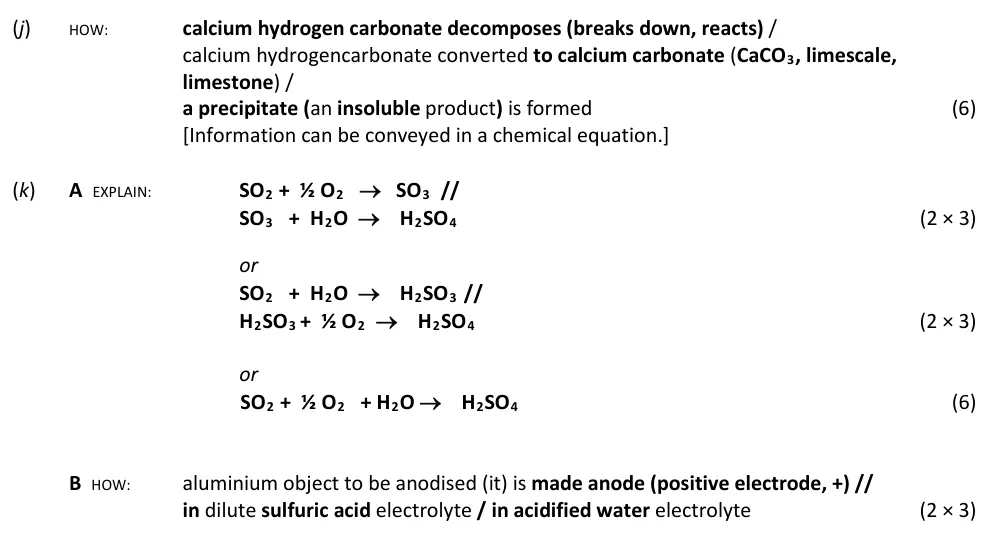 (j) HOW: calcium hydrogen carbonate decomposes (breaks down, reacts) /
calcium hydrogencarbonate converted to calcium carbonate (CaCO₃, limescale,
limestone) /
a precipitate (an insoluble product) is formed (6)
[Information can be conveyed in a chemical equation.]
(k) A EXPLAIN: SO₂ + ½ O₂ → SO₃ //
SO₃ + H₂O → H₂SO₄ (2 × 3)
or
SO₂ + H₂O → H₂SO₃ //
H₂SO₃ + ½ O₂ → H₂SO₄ (2 × 3)
or
SO₂ + ½ O₂ + H₂O → H₂SO₄ (6)
B HOW: aluminium object to be anodised (it) is made anode (positive electrode, +) //
in dilute sulfuric acid electrolyte / in acidified water electrolyte (2 × 3)